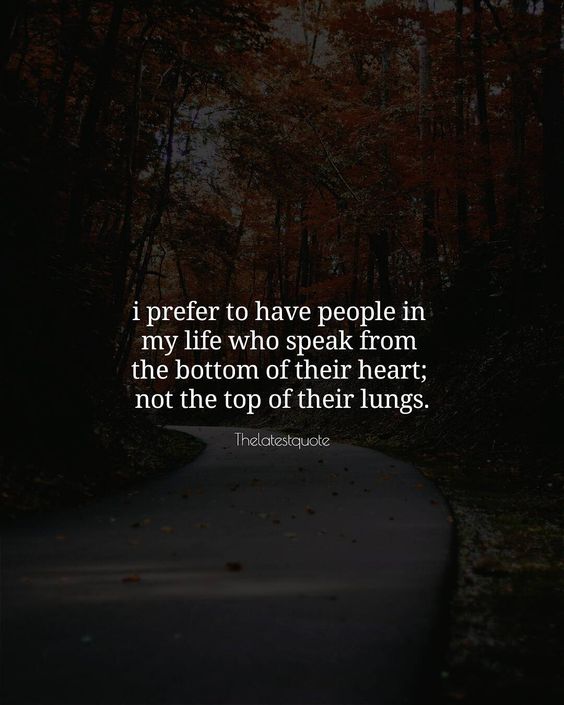 i prefer to have people in
my life who speak from
the bottom of their heart;
not the top of their lungs.
Thelatestquote